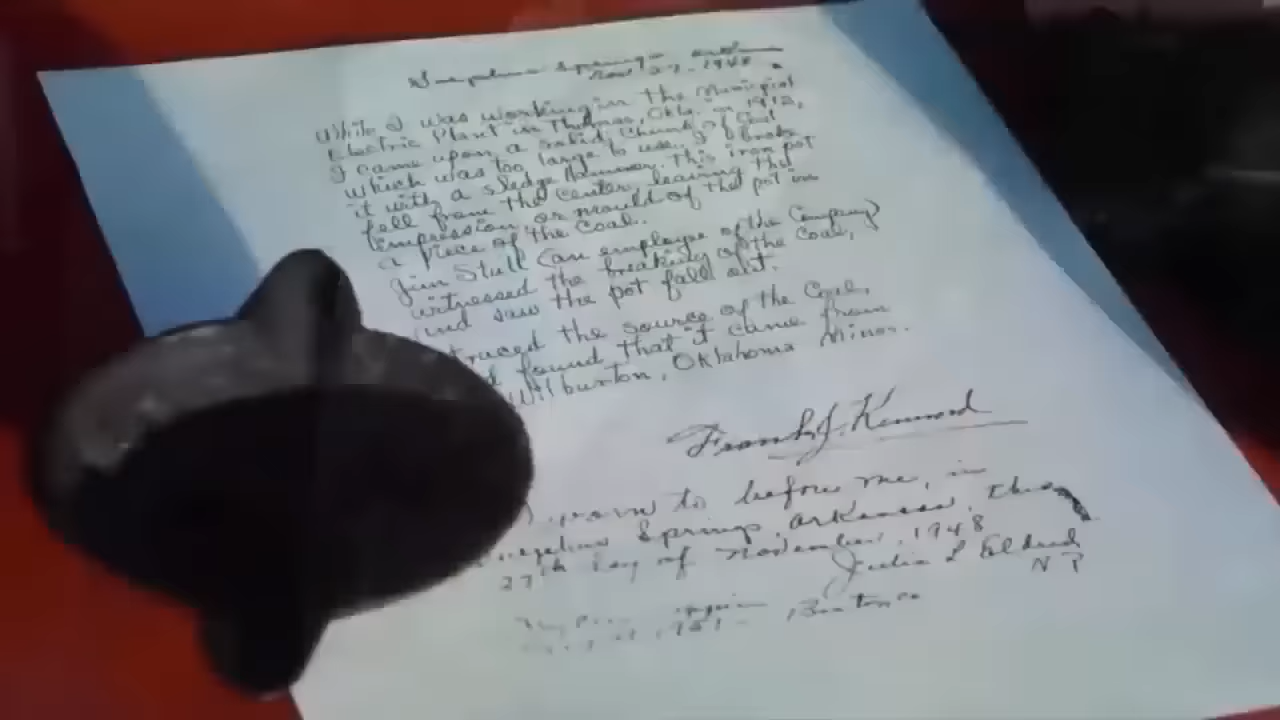 Springs, Ark.
Nov. 27, 1948.
While I was working in the Municipal
Electric Plant in Thomas, Okla. in 1912,
I came upon a solid chunk of coal
which was too large to use. I broke
it with a sledge hammer. This iron pot
fell from the center, leaving the
impression, or mould of the pot in
a piece of the coal.
Jim Stull (an employe of the Company)
witnessed the breaking of the coal,
and saw the pot fall out.
traced the source of the coal,
found that it came from
Wilburton, Oklahoma Mines.
Frank J. Kennard
to before me, in
Springs, Arkansas, this
27th day of November, 1948
Julia L. Eldred
N P
Benton Co